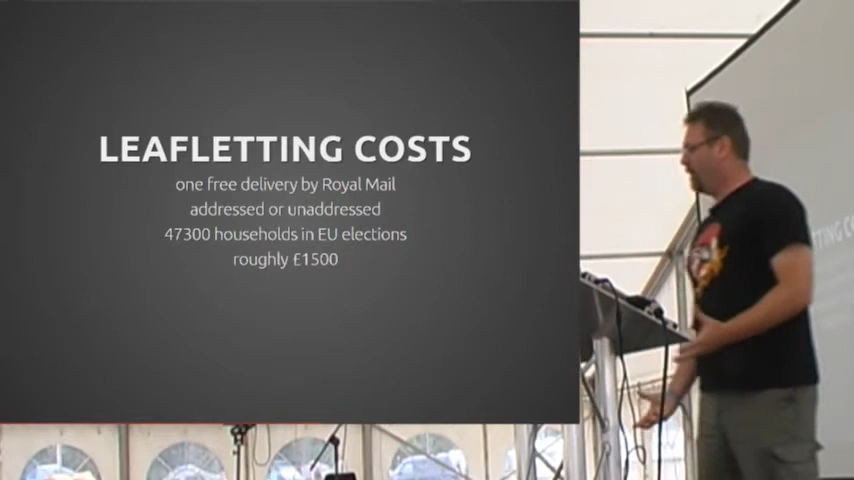 LEAFLETTING COSTS
one free delivery by Royal Mail
addressed or unaddressed
47300 households in EU elections
roughly £1500